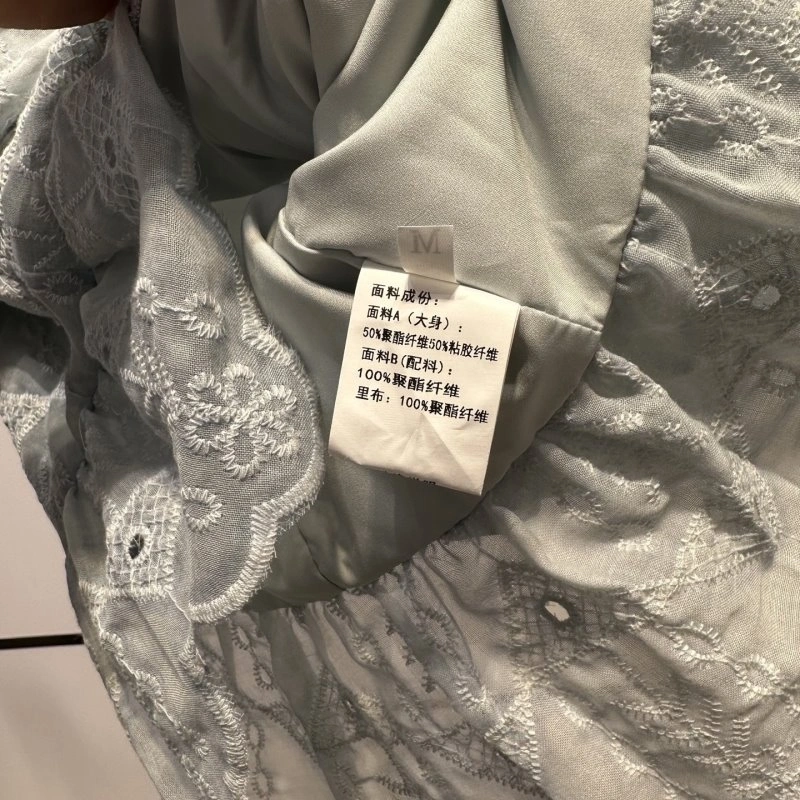 M
面料成份:
面料A (大身) :
50%聚酯纤维50%粘胶纤维
面料B(配料) :
100%聚酯纤维
里布: 100%聚酯纤维